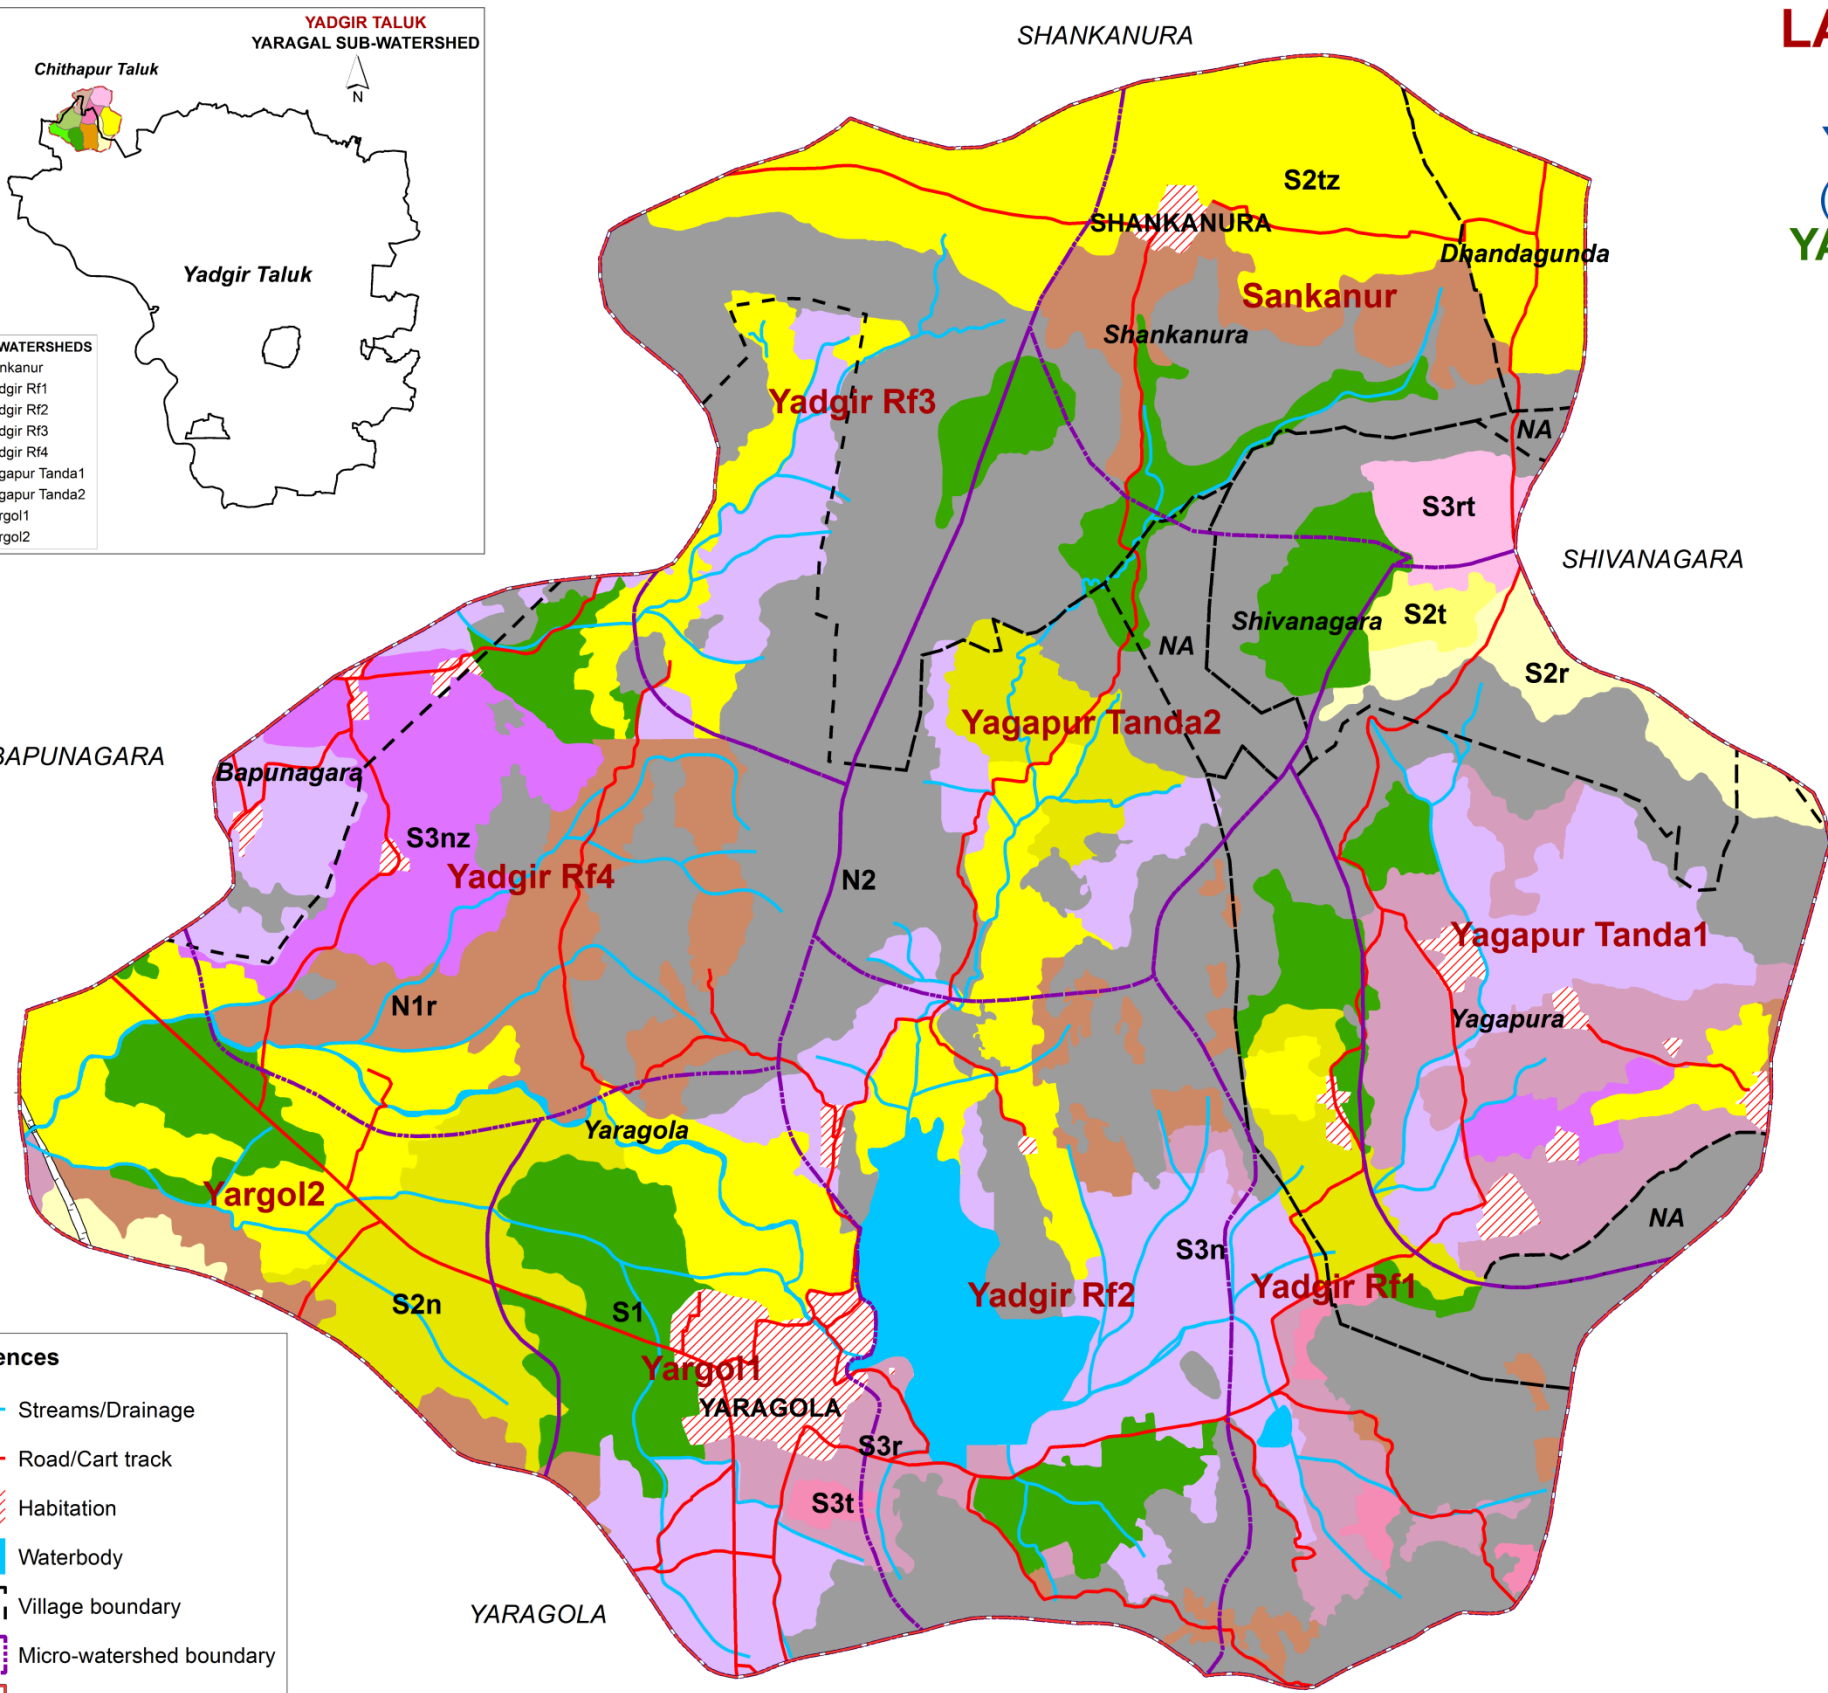 YADGIR TALUK
YARAGAL SUB-WATERSHED
Chithapur Taluk
N
Yadgir Taluk
WATERSHEDS
nkanur
dgir Rf1
dgir Rf2
dgir Rf3
dgir Rf4
gapur Tanda1
gapur Tanda2
rgol1
rgol2
SHANKANURA
LA
YA
S2tz
SHANKANURA
Dhandagunda
Sankanur
Shankanura
Yadgir Rf3
NA
S3rt
SHIVANAGARA
Shivanagara
S2t
NA
S2r
Yagapur Tanda2
BAPUNAGARA
Bapunagara
S3nz
Yadgir Rf4
N2
Yagapur Tanda1
N1r
Yagapura
Yaragola
Yargol2
NA
S3n
S2n
S1
Yadgir Rf2
Yadgir Rf1
Yargol1
YARAGOLA
S3r
S3t
YARAGOLA
ences
Streams/Drainage
Road/Cart track
Habitation
Waterbody
Village boundary
Micro-watershed boundary